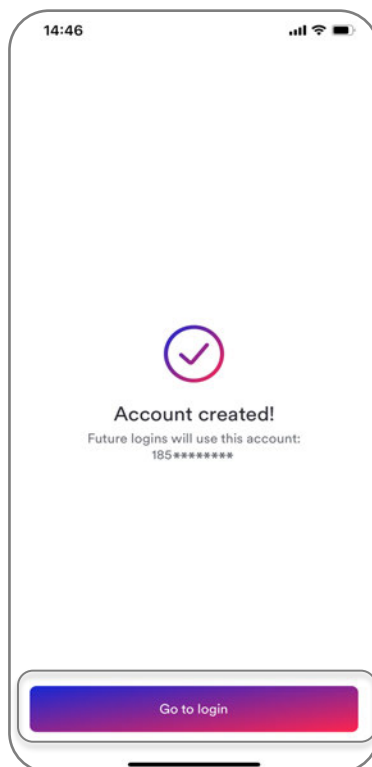 14:46
Account created!
Future logins will use this account:
185********
Go to login